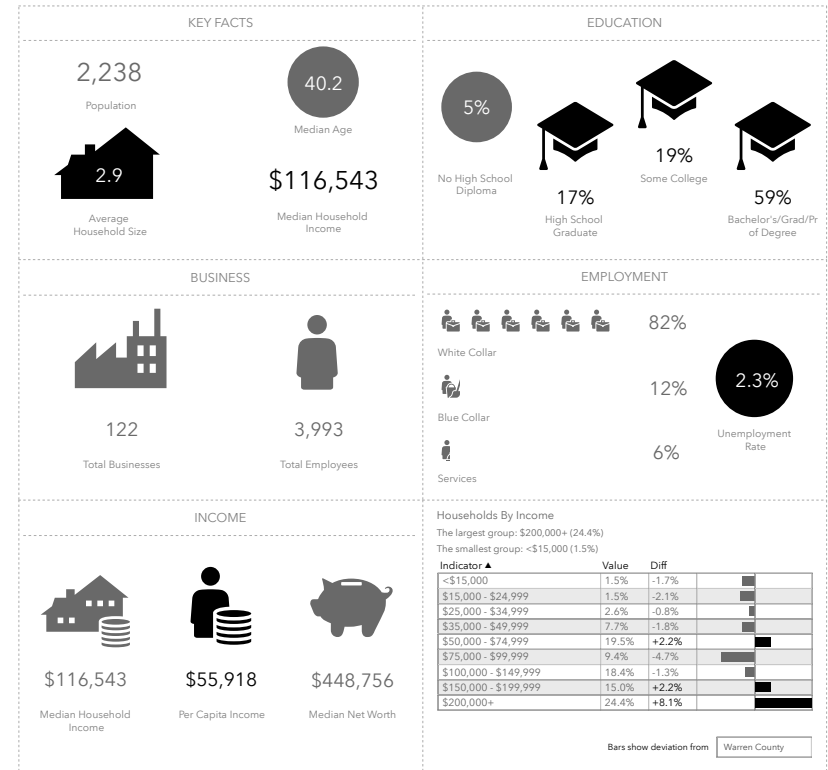 KEY FACTS
2,238
Population
40.2
Median Age
2.9
Average
Household Size
$116,543
Median Household
Income
EDUCATION
5%
No High School
Diploma
17%
High School
Graduate
19%
Some College
59%
Bachelor's/Grad/Pr
of Degree
BUSINESS
122
Total Businesses
3,993
Total Employees
EMPLOYMENT
82%
White Collar
12%
Blue Collar
6%
Services
2.3%
Unemployment
Rate
INCOME
$116,543
Median Household
Income
$55,918
Per Capita Income
$448,756
Median Net Worth
Households By Income
The largest group: $200,000+ (24.4%)
The smallest group: <$15,000 (1.5%)
Indicator ▲ Value Diff
<$15,000 1.5% -1.7%
$15,000 - $24,999 1.5% -2.1%
$25,000 - $34,999 2.6% -0.8%
$35,000 - $49,999 7.7% -1.8%
$50,000 - $74,999 19.5% +2.2%
$75,000 - $99,999 9.4% -4.7%
$100,000 - $149,999 18.4% -1.3%
$150,000 - $199,999 15.0% +2.2%
$200,000+ 24.4% +8.1%
Bars show deviation from Warren County